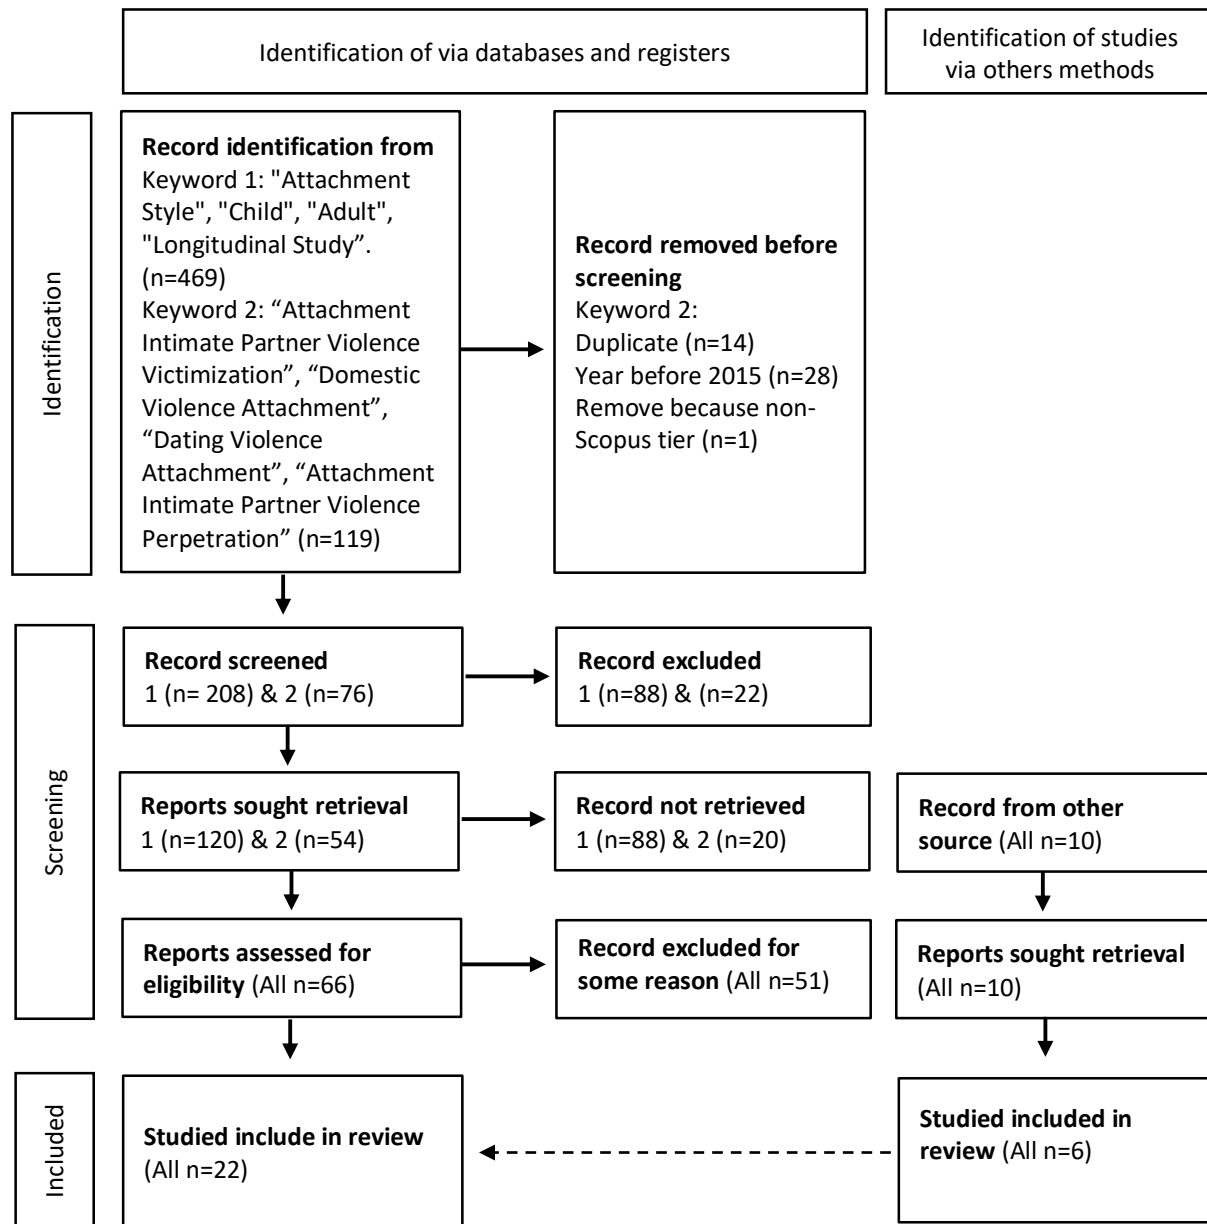 Identification of via databases and registers
Identification of studies
via others methods
Identification
Record identification from
Keyword 1: "Attachment
Style", "Child", "Adult",
"Longitudinal Study”.
(n=469)
Keyword 2: “Attachment
Intimate Partner Violence
Victimization”, “Domestic
Violence Attachment”,
“Dating Violence
Attachment”, “Attachment
Intimate Partner Violence
Perpetration” (n=119)
Record removed before
screening
Keyword 2:
Duplicate (n=14)
Year before 2015 (n=28)
Remove because non-
Scopus tier (n=1)
Screening
Record screened
1 (n= 208) & 2 (n=76)
Record excluded
1 (n=88) & (n=22)
Reports sought retrieval
1 (n=120) & 2 (n=54)
Record not retrieved
1 (n=88) & 2 (n=20)
Record from other
source (All n=10)
Reports assessed for
eligibility (All n=66)
Record excluded for
some reason (All n=51)
Reports sought retrieval
(All n=10)
Included
Studied include in review
(All n=22)
Studied included in
review (All n=6)